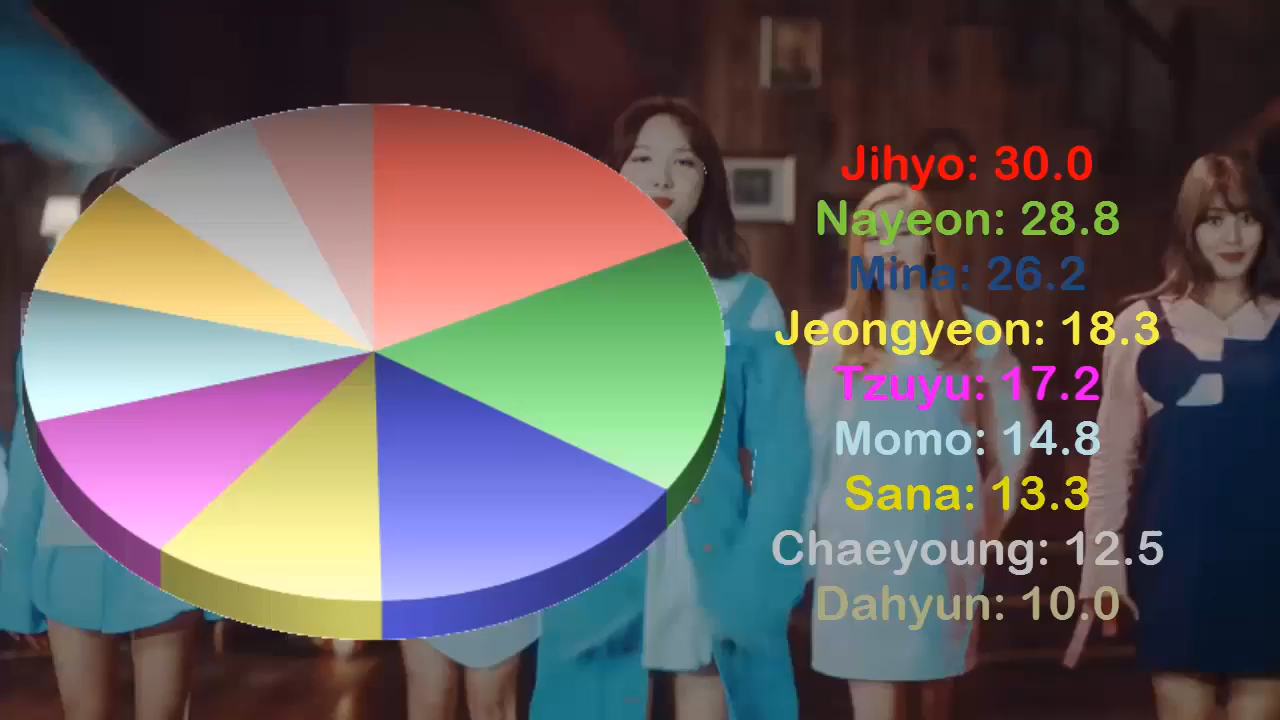 Jihyo: 30.0
Nayeon: 28.8
Mina: 26.2
Jeongyeon: 18.3
Tzuyu: 17.2
Momo: 14.8
Sana: 13.3
Chaeyoung: 12.5
Dahyun: 10.0